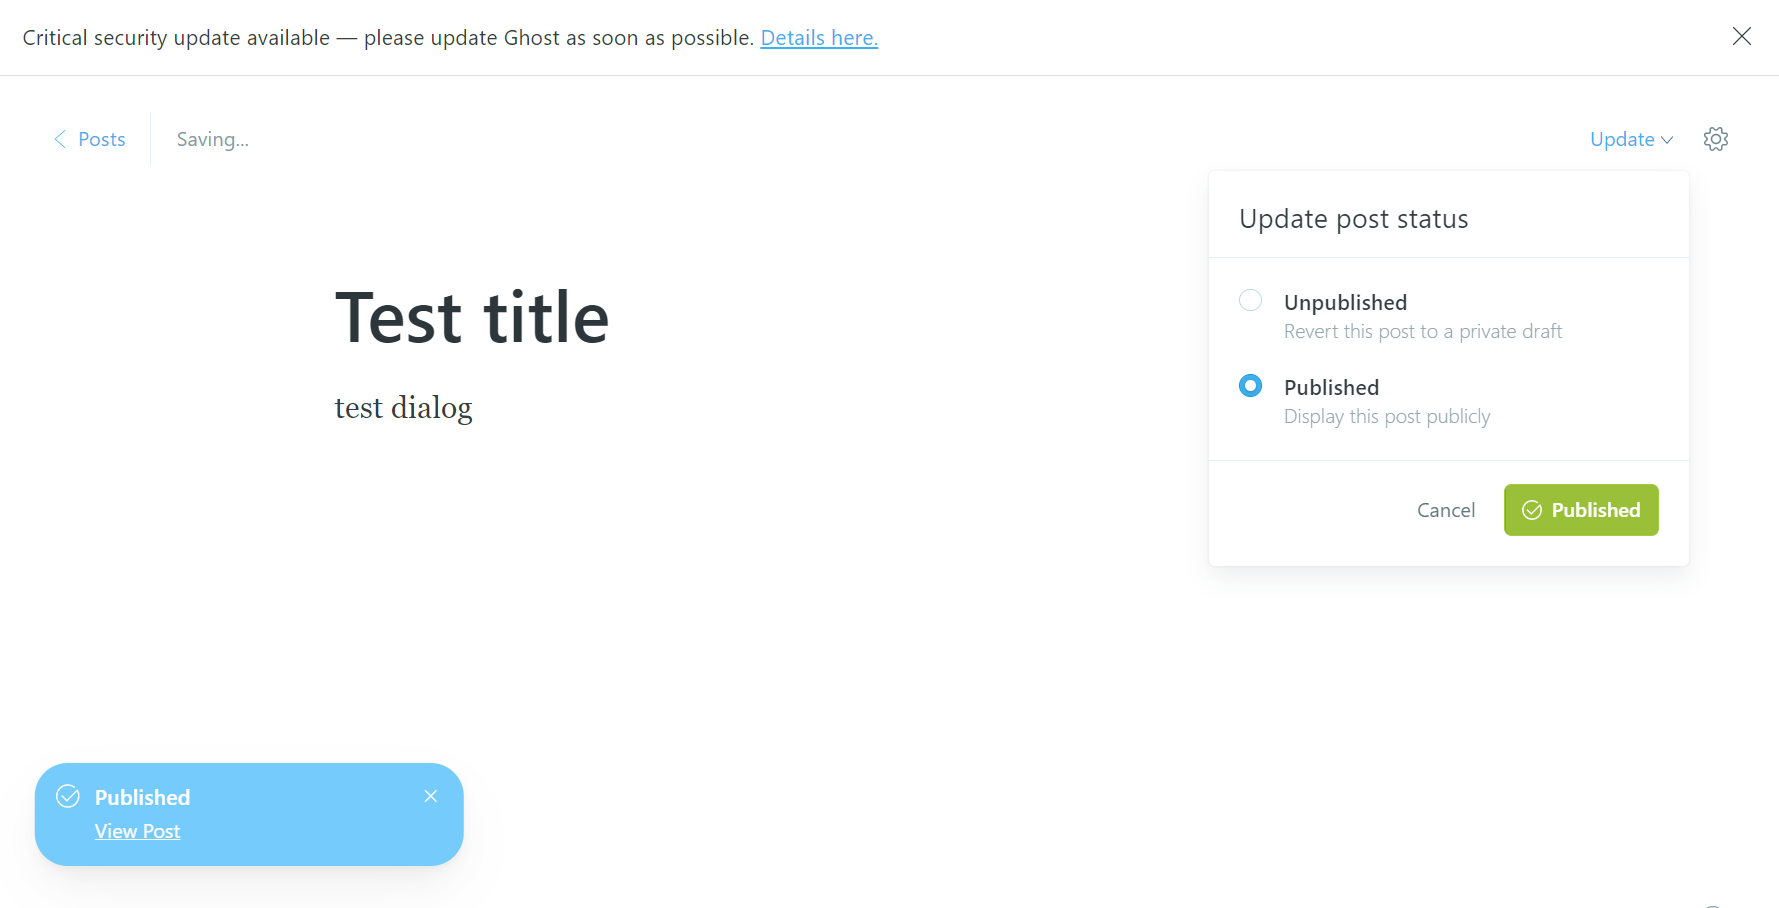 Critical security update available — please update Ghost as soon as possible. Details here.
Posts
Saving...
Update
Update post status
Test title
Unpublished
Revert this post to a private draft
Published
Display this post publicly
test dialog
Cancel
Published
Published
View Post